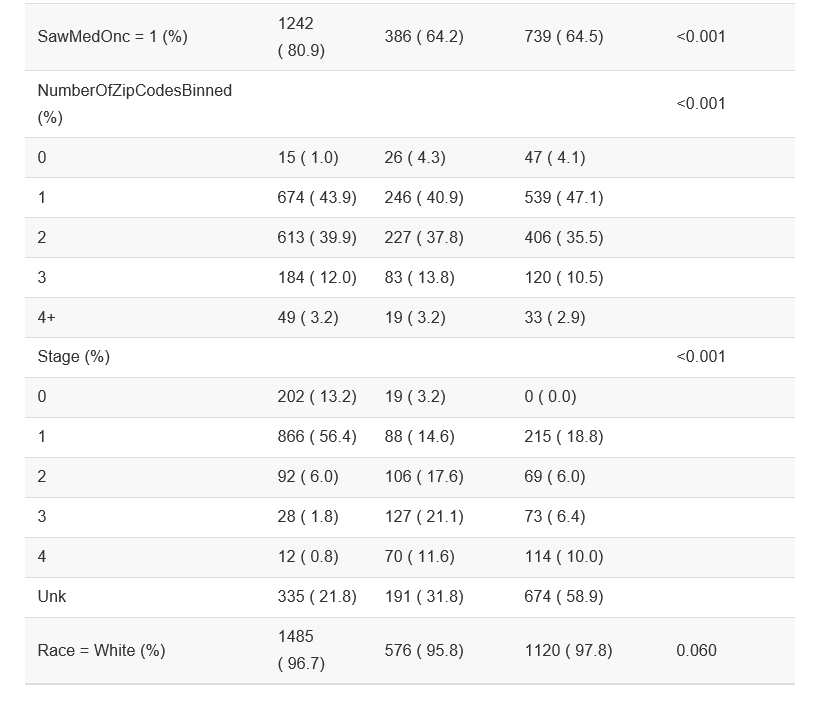 SawMedOnc = 1 (%) 1242 ( 80.9) 386 ( 64.2) 739 ( 64.5) <0.001
NumberOfZipCodesBinned (%) <0.001
0 15 ( 1.0) 26 ( 4.3) 47 ( 4.1)
1 674 ( 43.9) 246 ( 40.9) 539 ( 47.1)
2 613 ( 39.9) 227 ( 37.8) 406 ( 35.5)
3 184 ( 12.0) 83 ( 13.8) 120 ( 10.5)
4+ 49 ( 3.2) 19 ( 3.2) 33 ( 2.9)
Stage (%) <0.001
0 202 ( 13.2) 19 ( 3.2) 0 ( 0.0)
1 866 ( 56.4) 88 ( 14.6) 215 ( 18.8)
2 92 ( 6.0) 106 ( 17.6) 69 ( 6.0)
3 28 ( 1.8) 127 ( 21.1) 73 ( 6.4)
4 12 ( 0.8) 70 ( 11.6) 114 ( 10.0)
Unk 335 ( 21.8) 191 ( 31.8) 674 ( 58.9)
Race = White (%) 1485 ( 96.7) 576 ( 95.8) 1120 ( 97.8) 0.060